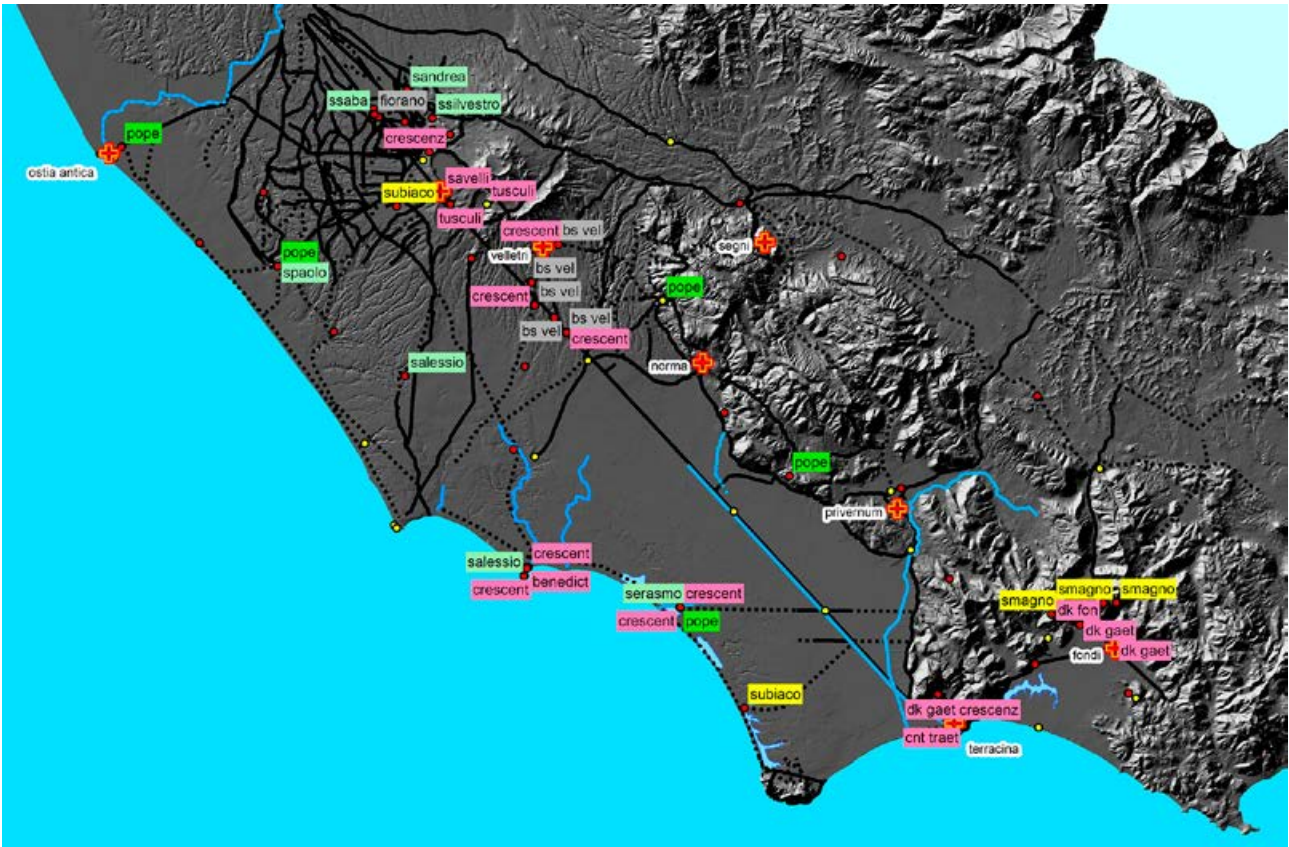 sandrea
ssaba
fiorano
ssilvestro
pope
crescenz
ostia antica
savelli
subiaco
tusculi
tusculi
crescent
bs vel
pope
segni
velletri
spaolo
bs vel
pope
crescent
bs vel
bs vel
bs vel
crescent
salessio
norma
pope
privernum
crescent
salessio
benedict
crescent
serasmo
crescent
smagno
smagno
smagno
dk fon
crescent
pope
dk gaet
fondi
dk gaet
subiaco
dk gaet
crescenz
cnt traet
terracina